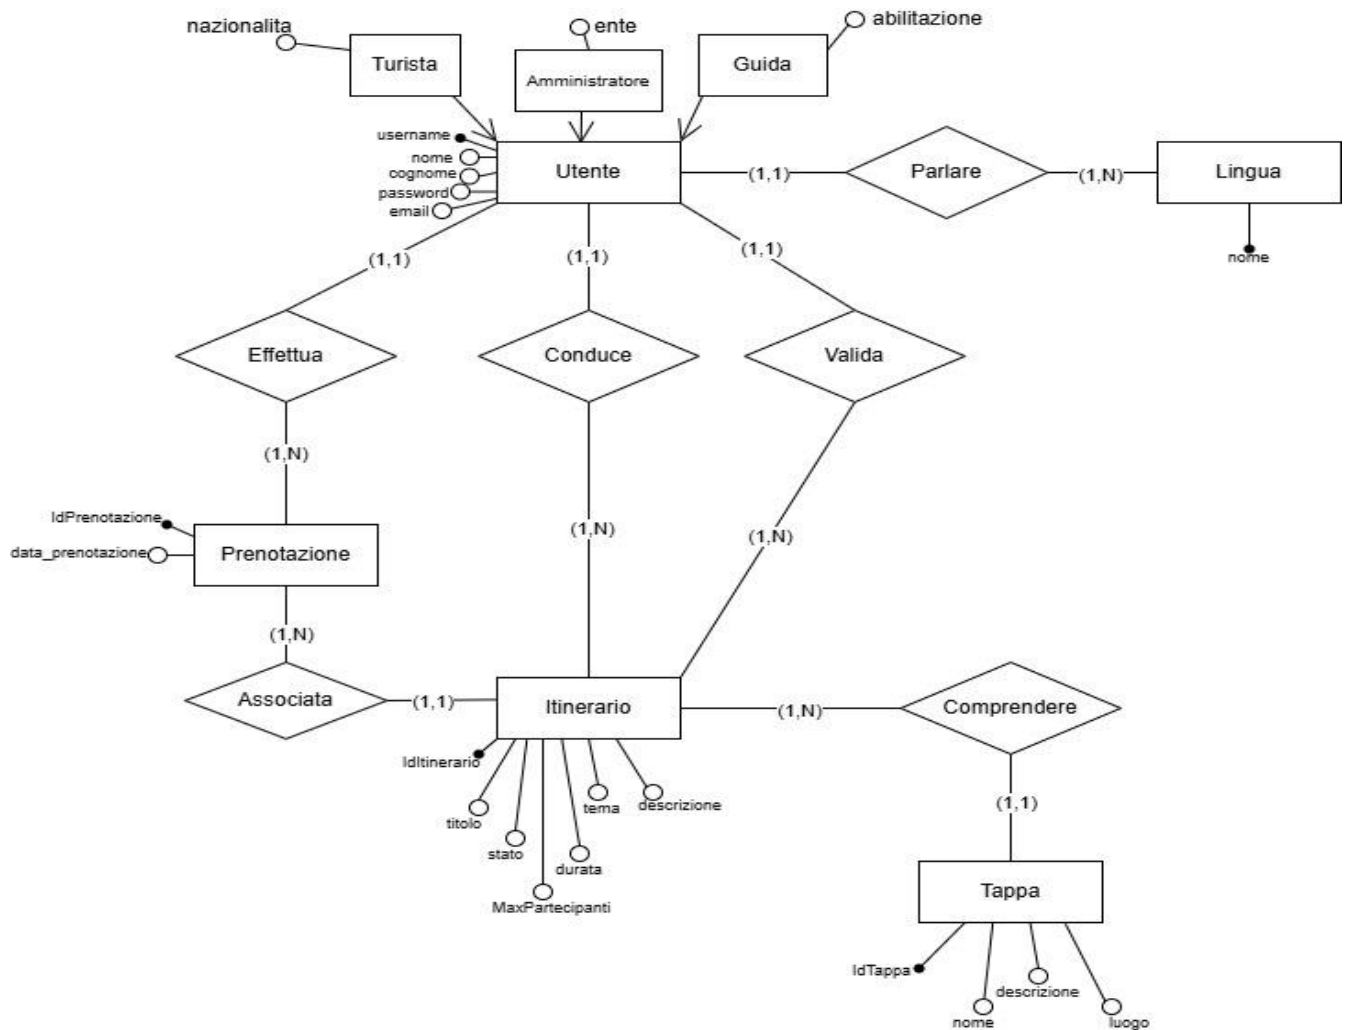 nazionalita
ente
abilitazione
Turista
Amministratore
Guida
username
nome
cognome
password
email
Utente
(1,1)
Parlare
(1,N)
Lingua
nome
(1,1)
(1,1)
(1,1)
Effettua
Conduce
Valida
(1,N)
(1,N)
(1,N)
IdPrenotazione
data_prenotazione
Prenotazione
(1,N)
Associata
(1,1)
Itinerario
(1,N)
Comprendere
IdItinerario
titolo
stato
MaxPartecipanti
durata
tema
descrizione
(1,1)
Tappa
IdTappa
nome
descrizione
luogo